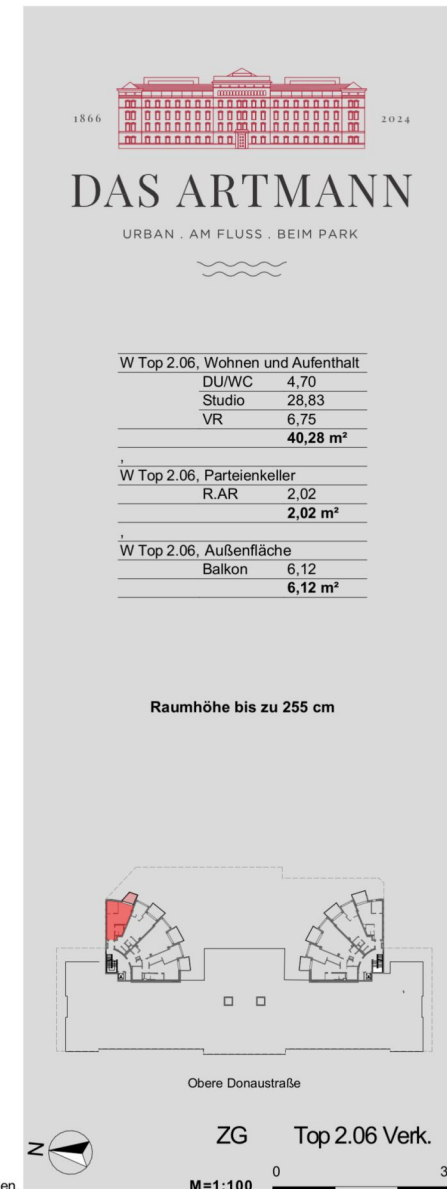 1866 2024
DAS ARTMANN
URBAN . AM FLUSS . BEIM PARK
W Top 2.06, Wohnen und Aufenthalt
DU/WC 4,70
Studio 28,83
VR 6,75
40,28 m²
,
W Top 2.06, Parteienkeller
R.AR 2,02
2,02 m²
,
W Top 2.06, Außenfläche
Balkon 6,12
6,12 m²
Raumhöhe bis zu 255 cm
Obere Donaustraße
N
ZG Top 2.06 Verk.
0 3
en M=1:100